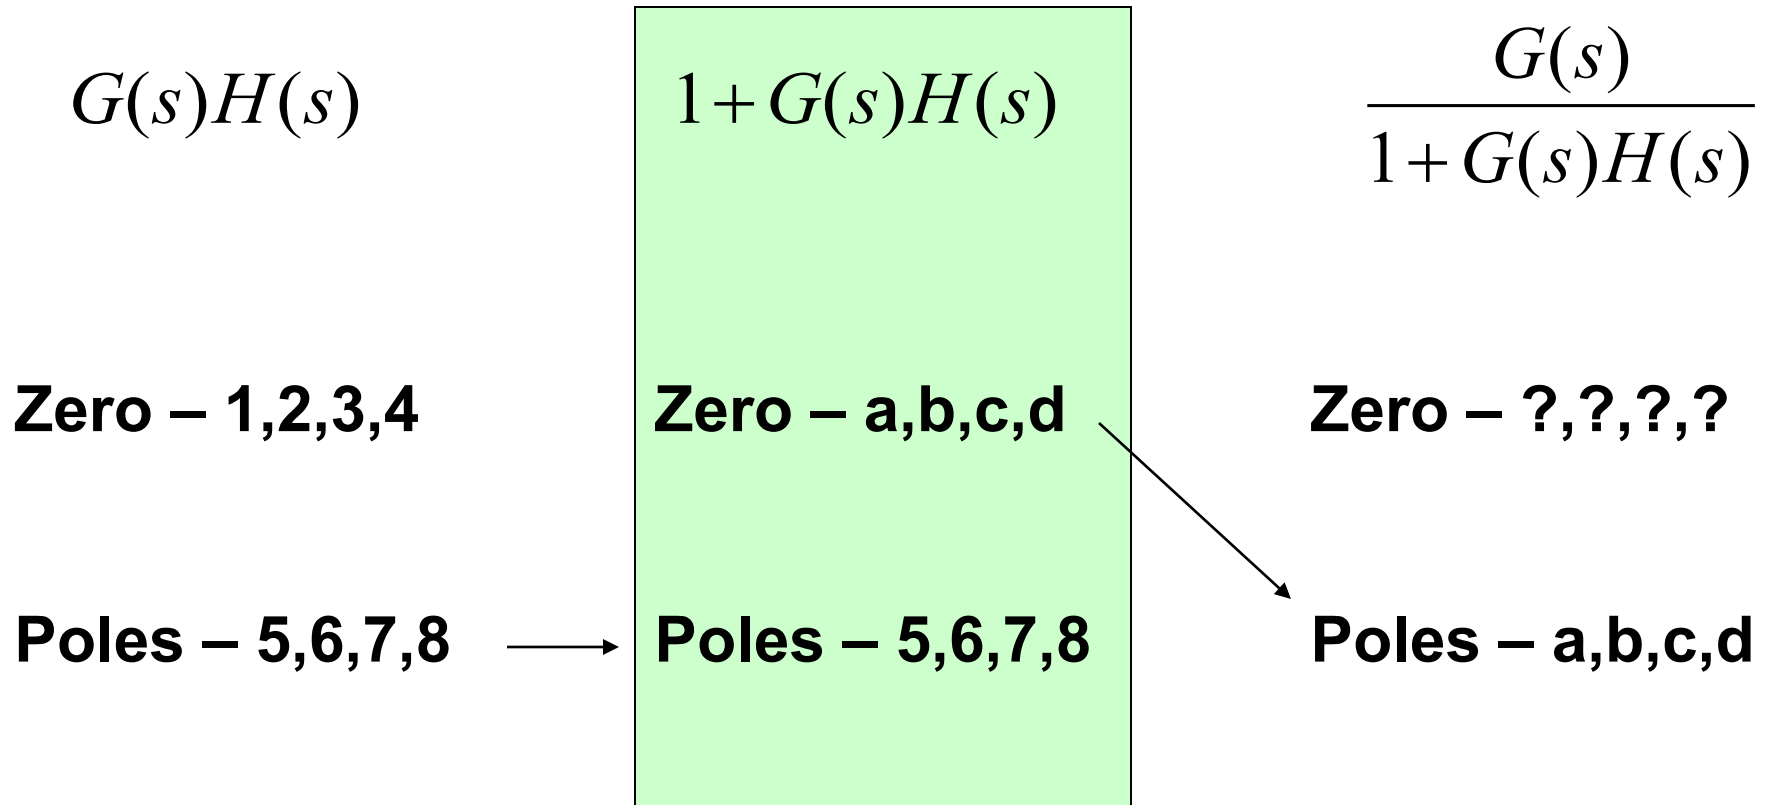 G(s)H(s)
1+G(s)H(s)
G(s)
1+G(s)H(s)
Zero – 1,2,3,4
Zero – a,b,c,d
Zero – ?,?,?,?
Poles – 5,6,7,8
Poles – 5,6,7,8
Poles – a,b,c,d